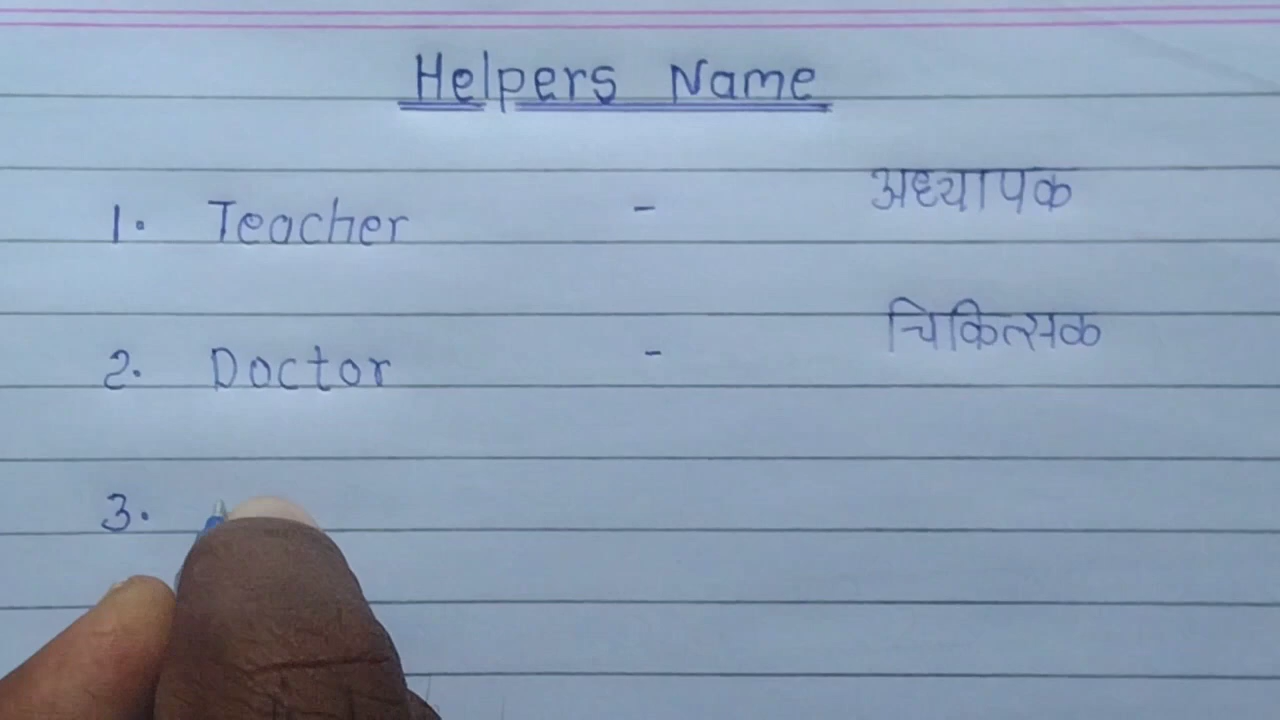 Helpers Name
1. Teacher - अध्यापक
2. Doctor - चिकित्सक
3.